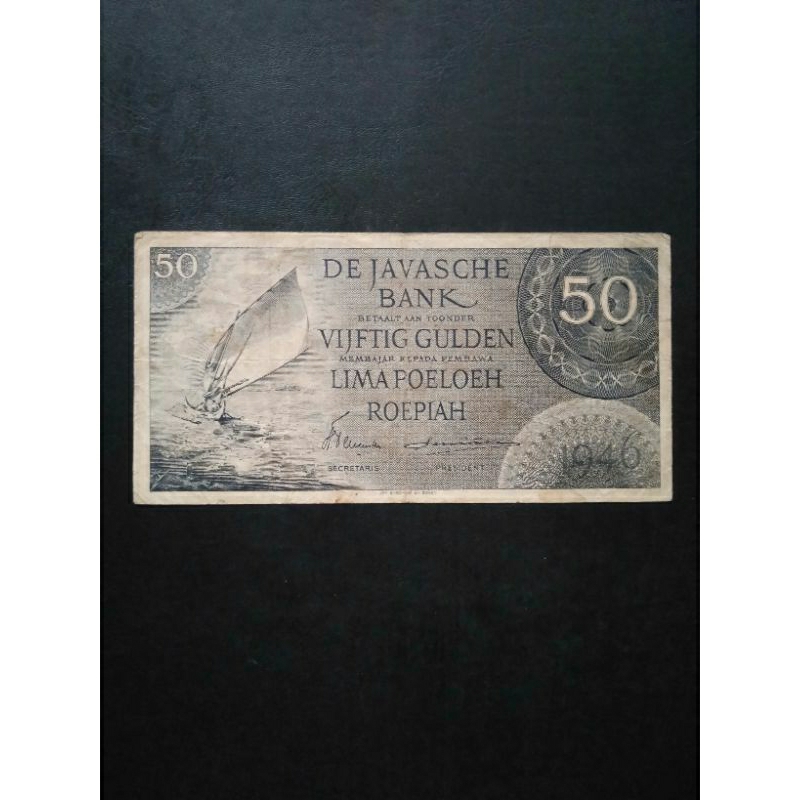 50
DE JAVASCHE
BANK
BETAALT AAN TOONDER
VIJFTIG GULDEN
MEMBAJAR KEPADA PEMBAWA
LIMA POELOEH
ROEPIAH
50
SECRETARIS
PRESIDENT
1946